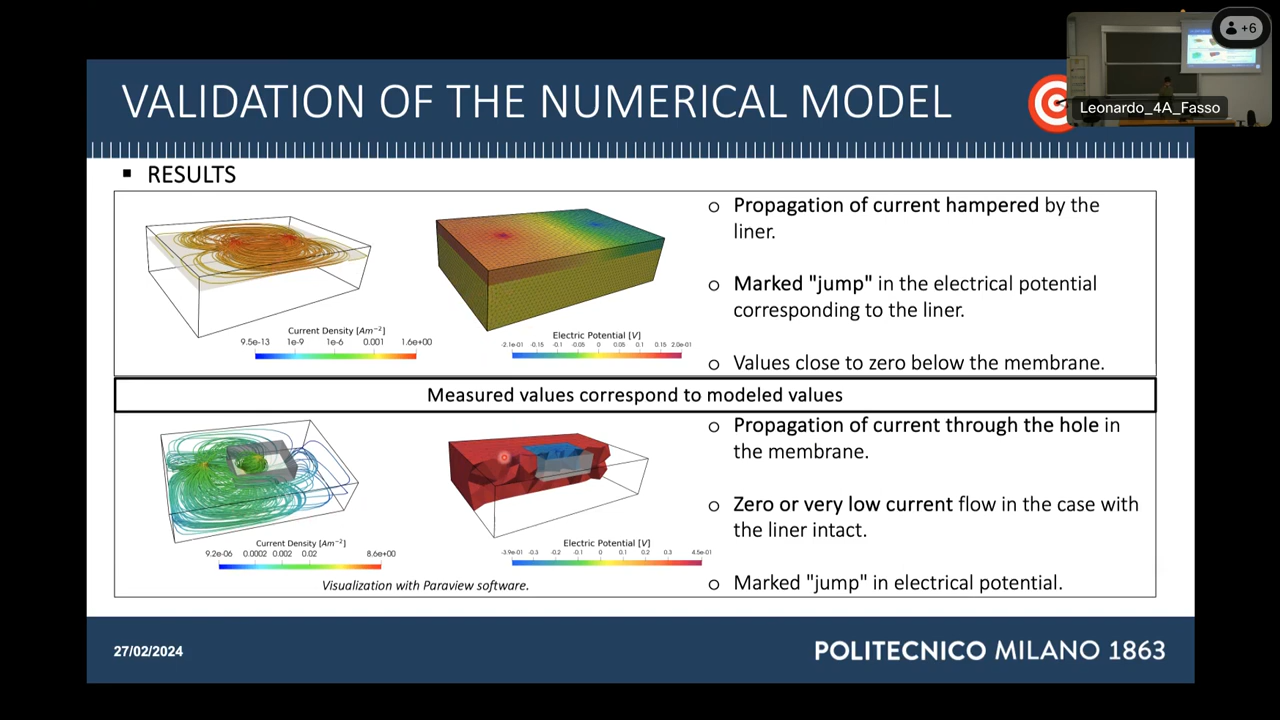 +6
Leonardo_4A_Fasso
VALIDATION OF THE NUMERICAL MODEL
▪ RESULTS
Current Density [Am⁻²]
9.5e-13 1e-9 1e-6 0.001 1.6e+00
Electric Potential [V]
-2.1e-01 -0.15 -0.1 -0.05 0 0.05 0.1 0.15 2.0e-01
o Propagation of current hampered by the
liner.
o Marked "jump" in the electrical potential
corresponding to the liner.
o Values close to zero below the membrane.
Measured values correspond to modeled values
Current Density [Am⁻²]
9.2e-06 0.0002 0.002 0.02 8.6e+00
Electric Potential [V]
-3.9e-01 -0.3 -0.2 -0.1 0 0.1 0.2 0.3 4.5e-01
Visualization with Paraview software.
o Propagation of current through the hole in
the membrane.
o Zero or very low current flow in the case with
the liner intact.
o Marked "jump" in electrical potential.
27/02/2024
POLITECNICO MILANO 1863